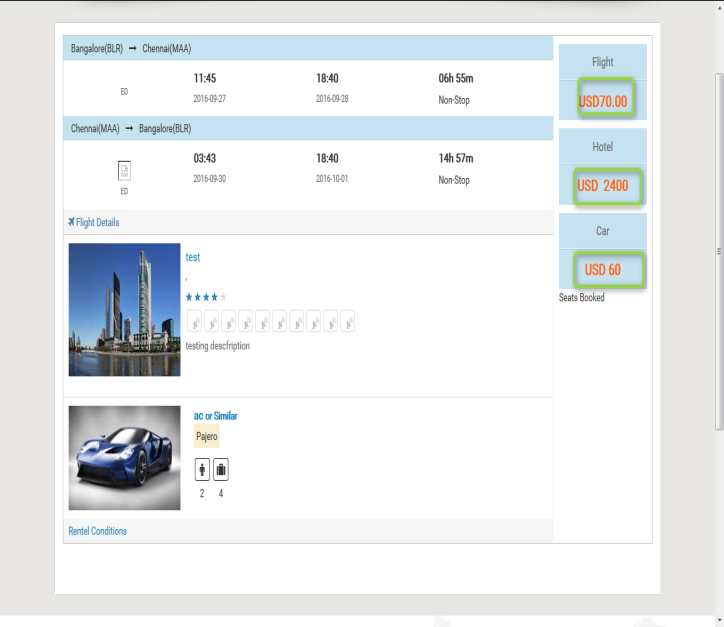 Bangalore(BLR) → Chennai(MAA)
ED
11:45
2016-09-27
18:40
2016-09-28
06h 55m
Non-Stop
Chennai(MAA) → Bangalore(BLR)
ED
03:43
2016-09-30
18:40
2016-10-01
14h 57m
Non-Stop
Flight Details
test
,
testing descfription
ac or Similar
Pajero
2 4
Rentel Conditions
Flight
USD70.00
Hotel
USD 2400
Car
USD 60
Seats Booked